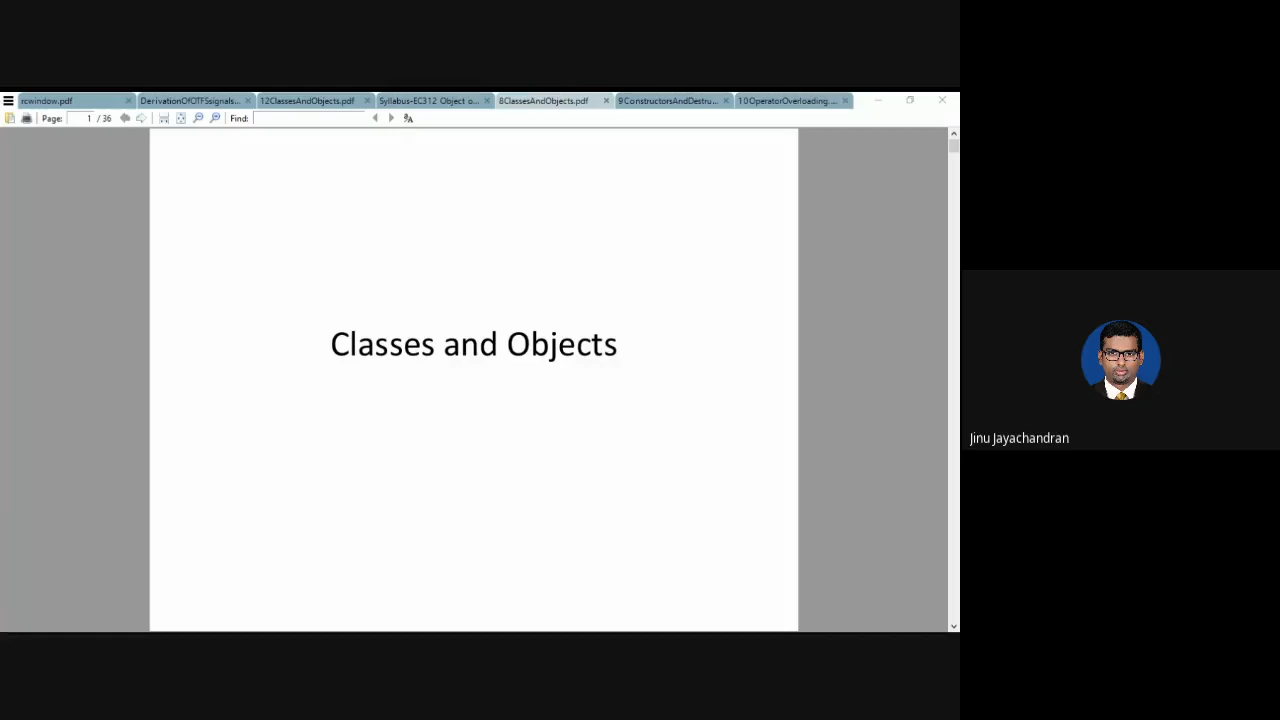 rcwindow.pdf
DerivationOfOTFSsignals...
12ClassesAndObjects.pdf
Syllabus-EC312 Object o...
8ClassesAndObjects.pdf
9ConstructorsAndDestru...
10OperatorOverloading....
Page: 1 / 36 Find:
Classes and Objects
Jinu Jayachandran